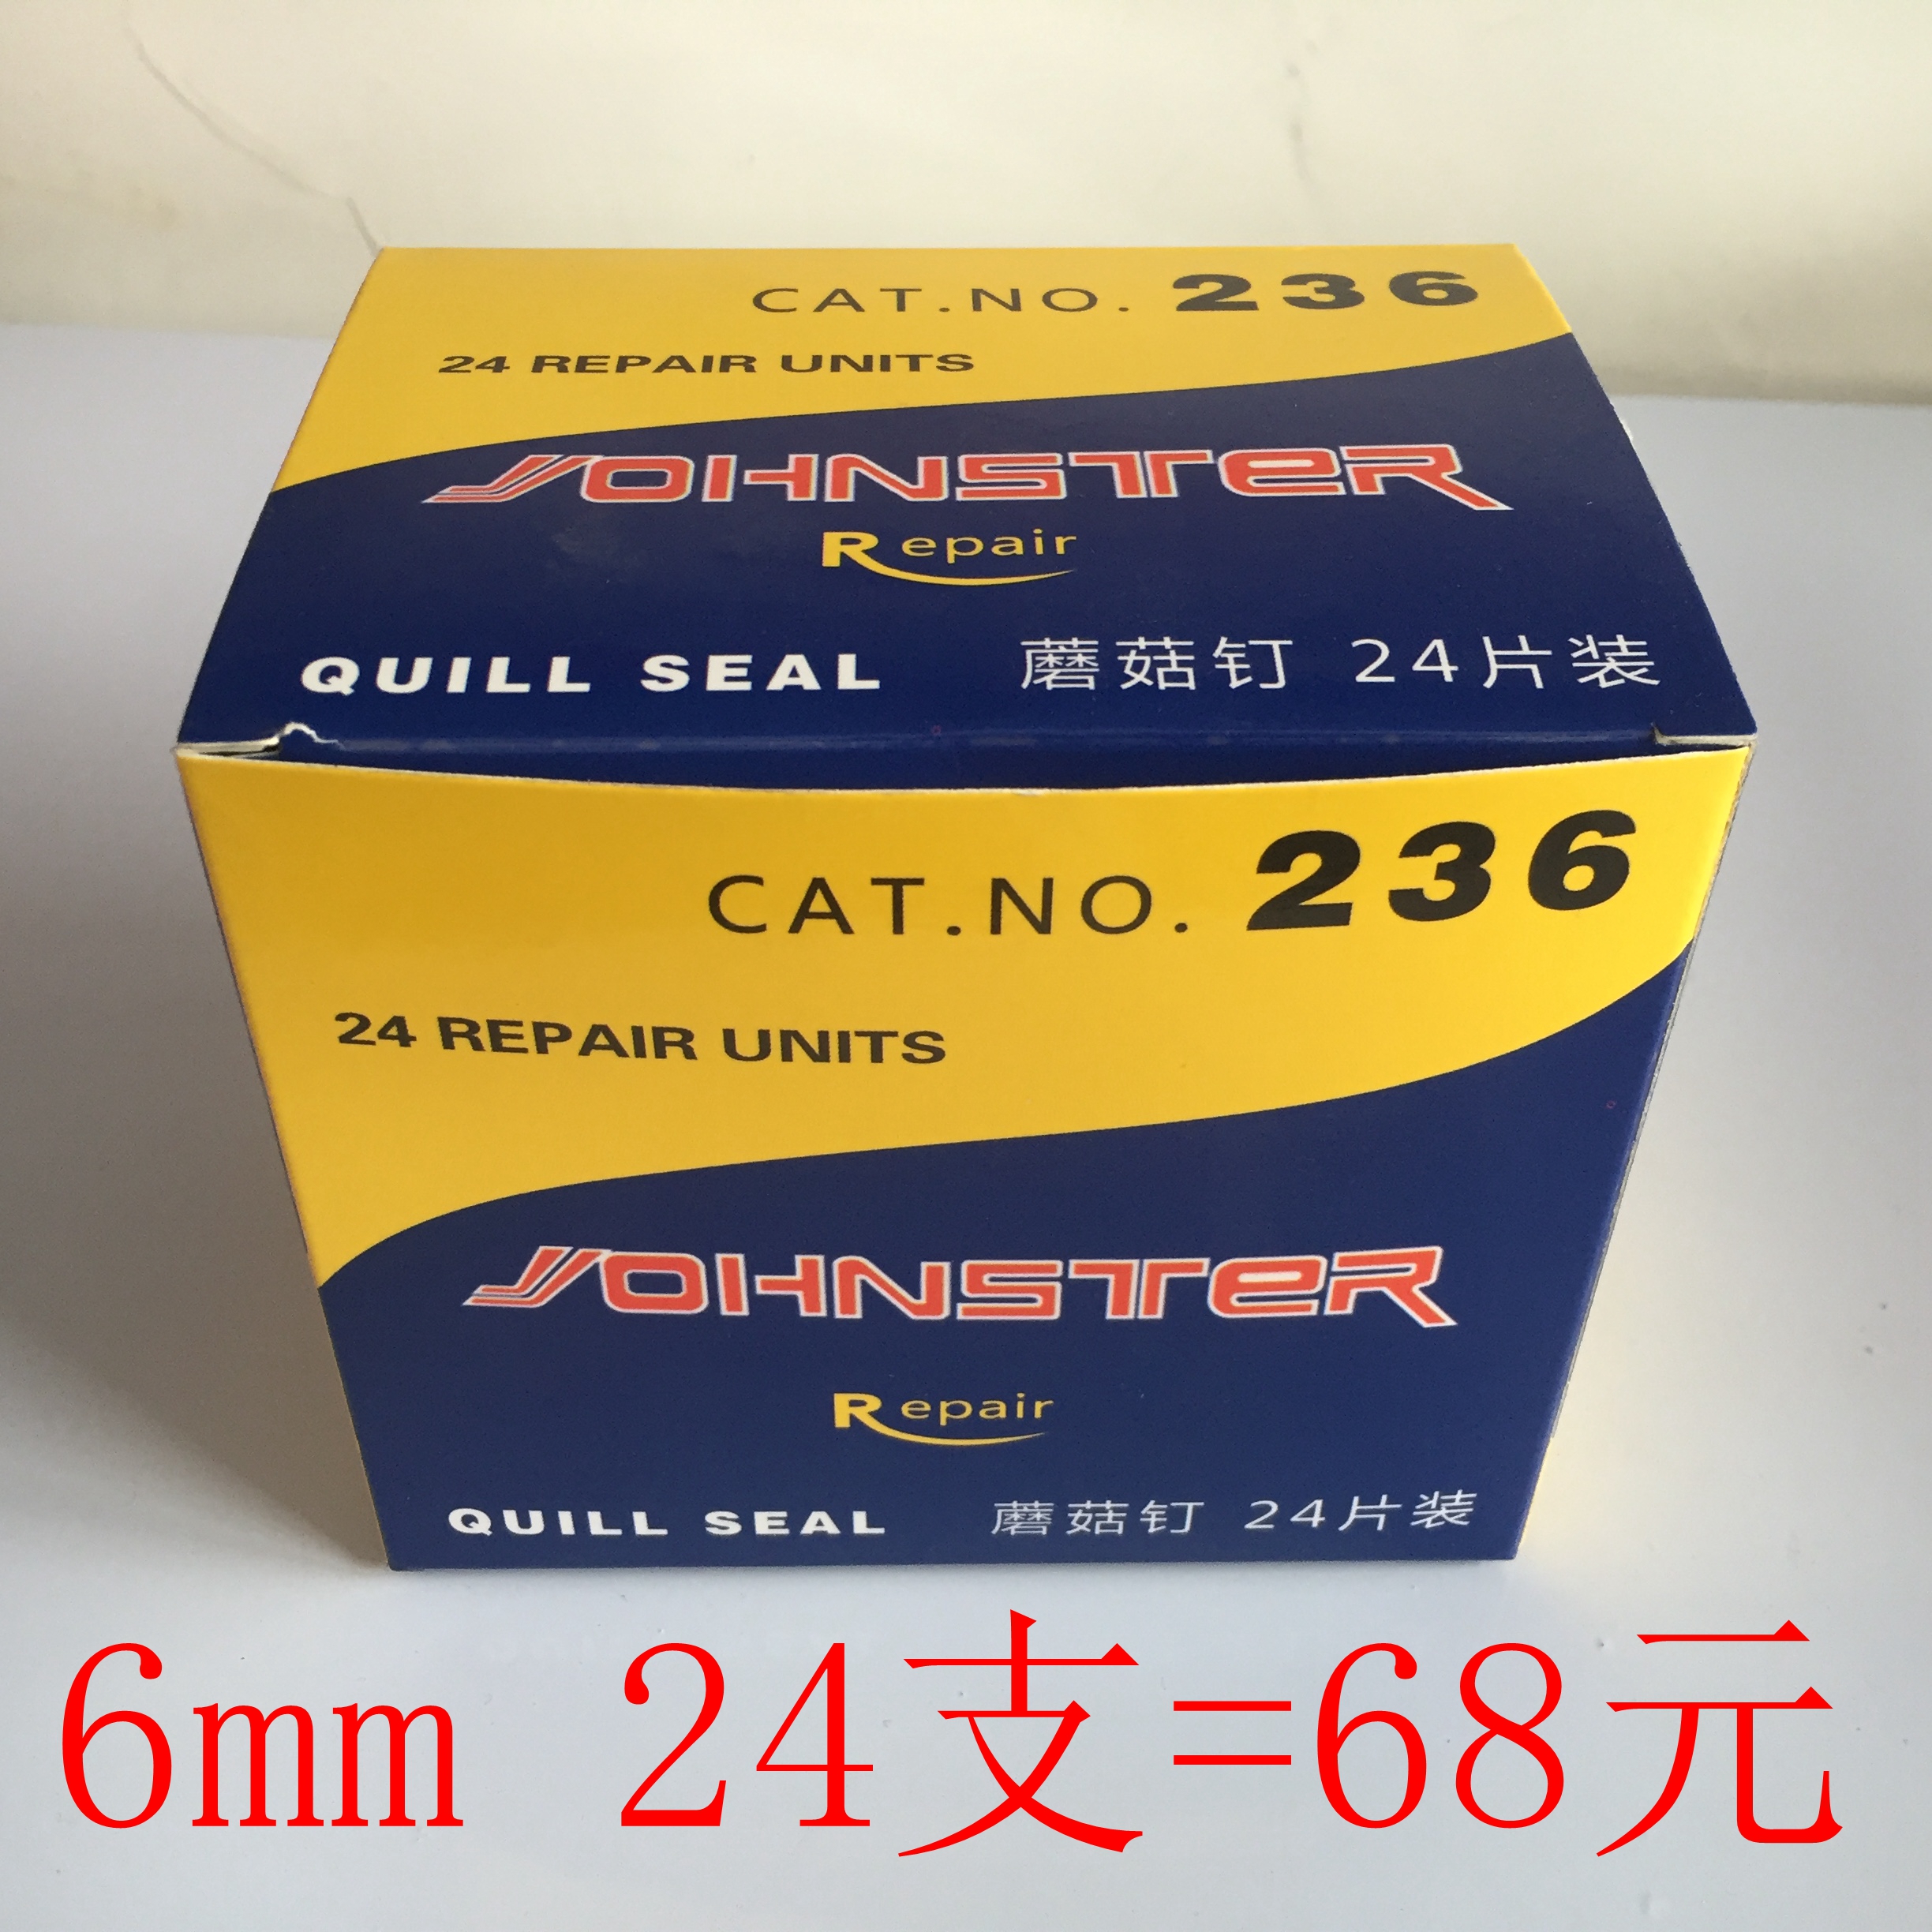 CAT.NO. 236
24 REPAIR UNITS
JOHNSTER
Repair
QUILL SEAL 蘑菇钉 24片装
CAT.NO. 236
24 REPAIR UNITS
JOHNSTER
Repair
QUILL SEAL 蘑菇钉 24片装
6mm 24支=68元